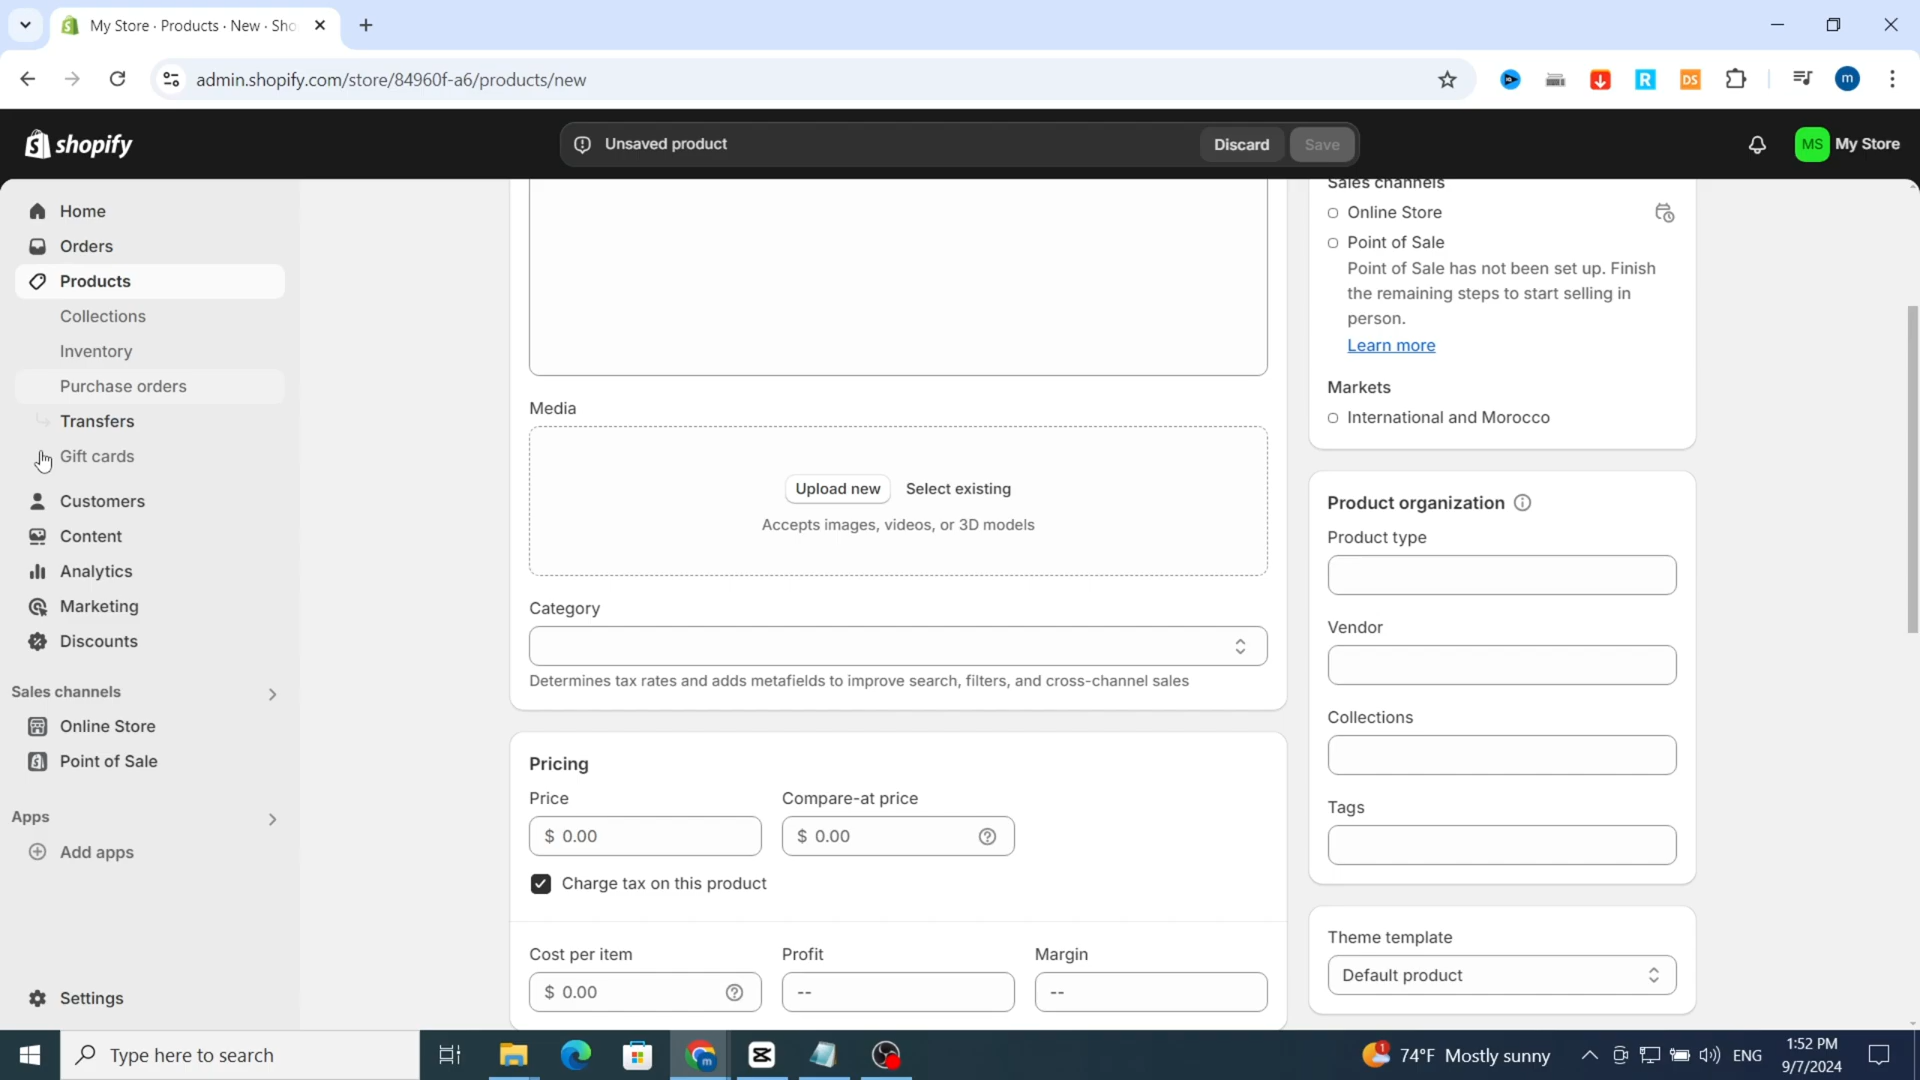 My Store · Products · New · Sho
admin.shopify.com/store/84960f-a6/products/new
R
DS
m
shopify
Unsaved product
Discard
Save
MS
My Store
Home
Orders
Products
Collections
Inventory
Purchase orders
Transfers
Gift cards
Customers
Content
Analytics
Marketing
Discounts
Sales channels
Online Store
Point of Sale
Apps
Add apps
Settings
Media
Upload new
Select existing
Accepts images, videos, or 3D models
Category
Determines tax rates and adds metafields to improve search, filters, and cross-channel sales
Pricing
Price
Compare-at price
$ 0.00
$ 0.00
Charge tax on this product
Cost per item
Profit
Margin
$ 0.00
--
--
Sales channels
Online Store
Point of Sale
Point of Sale has not been set up. Finish
the remaining steps to start selling in
person.
Learn more
Markets
International and Morocco
Product organization
Product type
Vendor
Collections
Tags
Theme template
Default product
Type here to search
74°F Mostly sunny
ENG
1:52 PM
9/7/2024